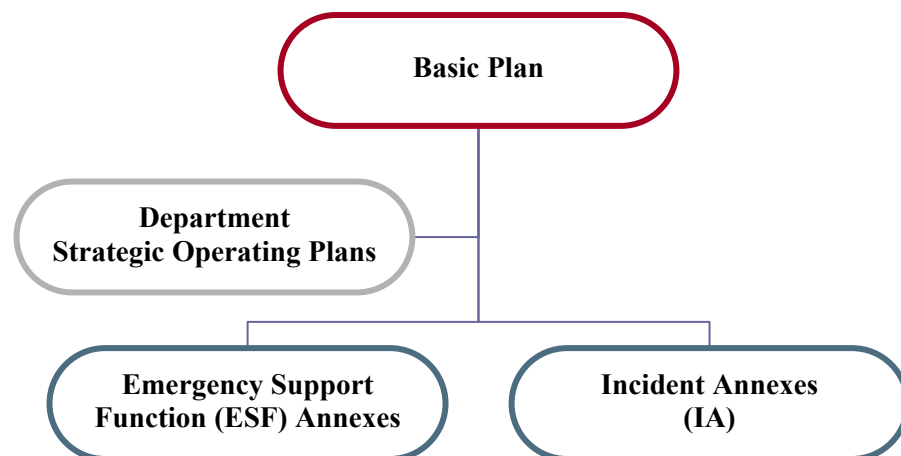 Basic Plan
Department
Strategic Operating Plans
Emergency Support
Function (ESF) Annexes
Incident Annexes
(IA)